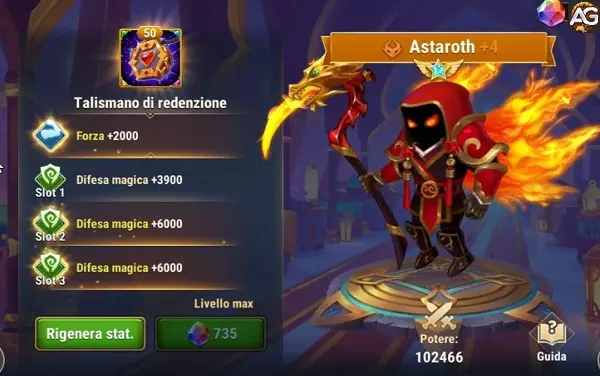 AG
50
Astaroth +4
Talismano di redenzione
Forza +2000
Difesa magica +3900
Slot 1
Difesa magica +6000
Slot 2
Difesa magica +6000
Slot 3
Livello max
Rigenera stat.
735
Potere:
102466
Guida